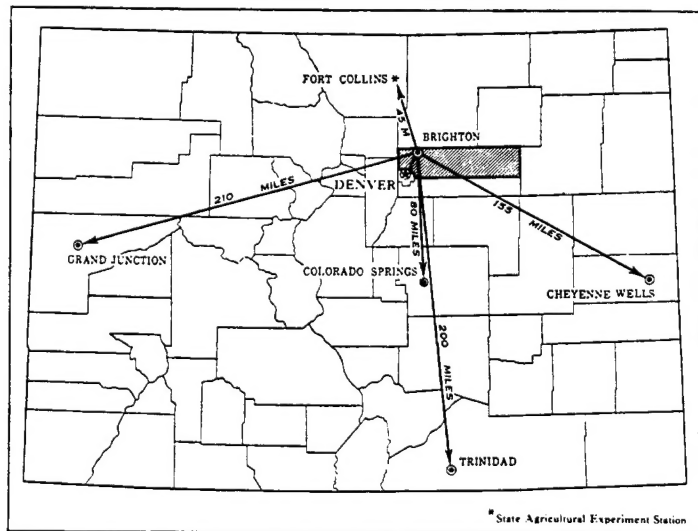 FORT COLLINS *
45 M
BRIGHTON
DENVER
210 MILES
80 MILES
155 MILES
GRAND JUNCTION
COLORADO SPRINGS
CHEYENNE WELLS
200 MILES
TRINIDAD
* State Agricultural Experiment Station